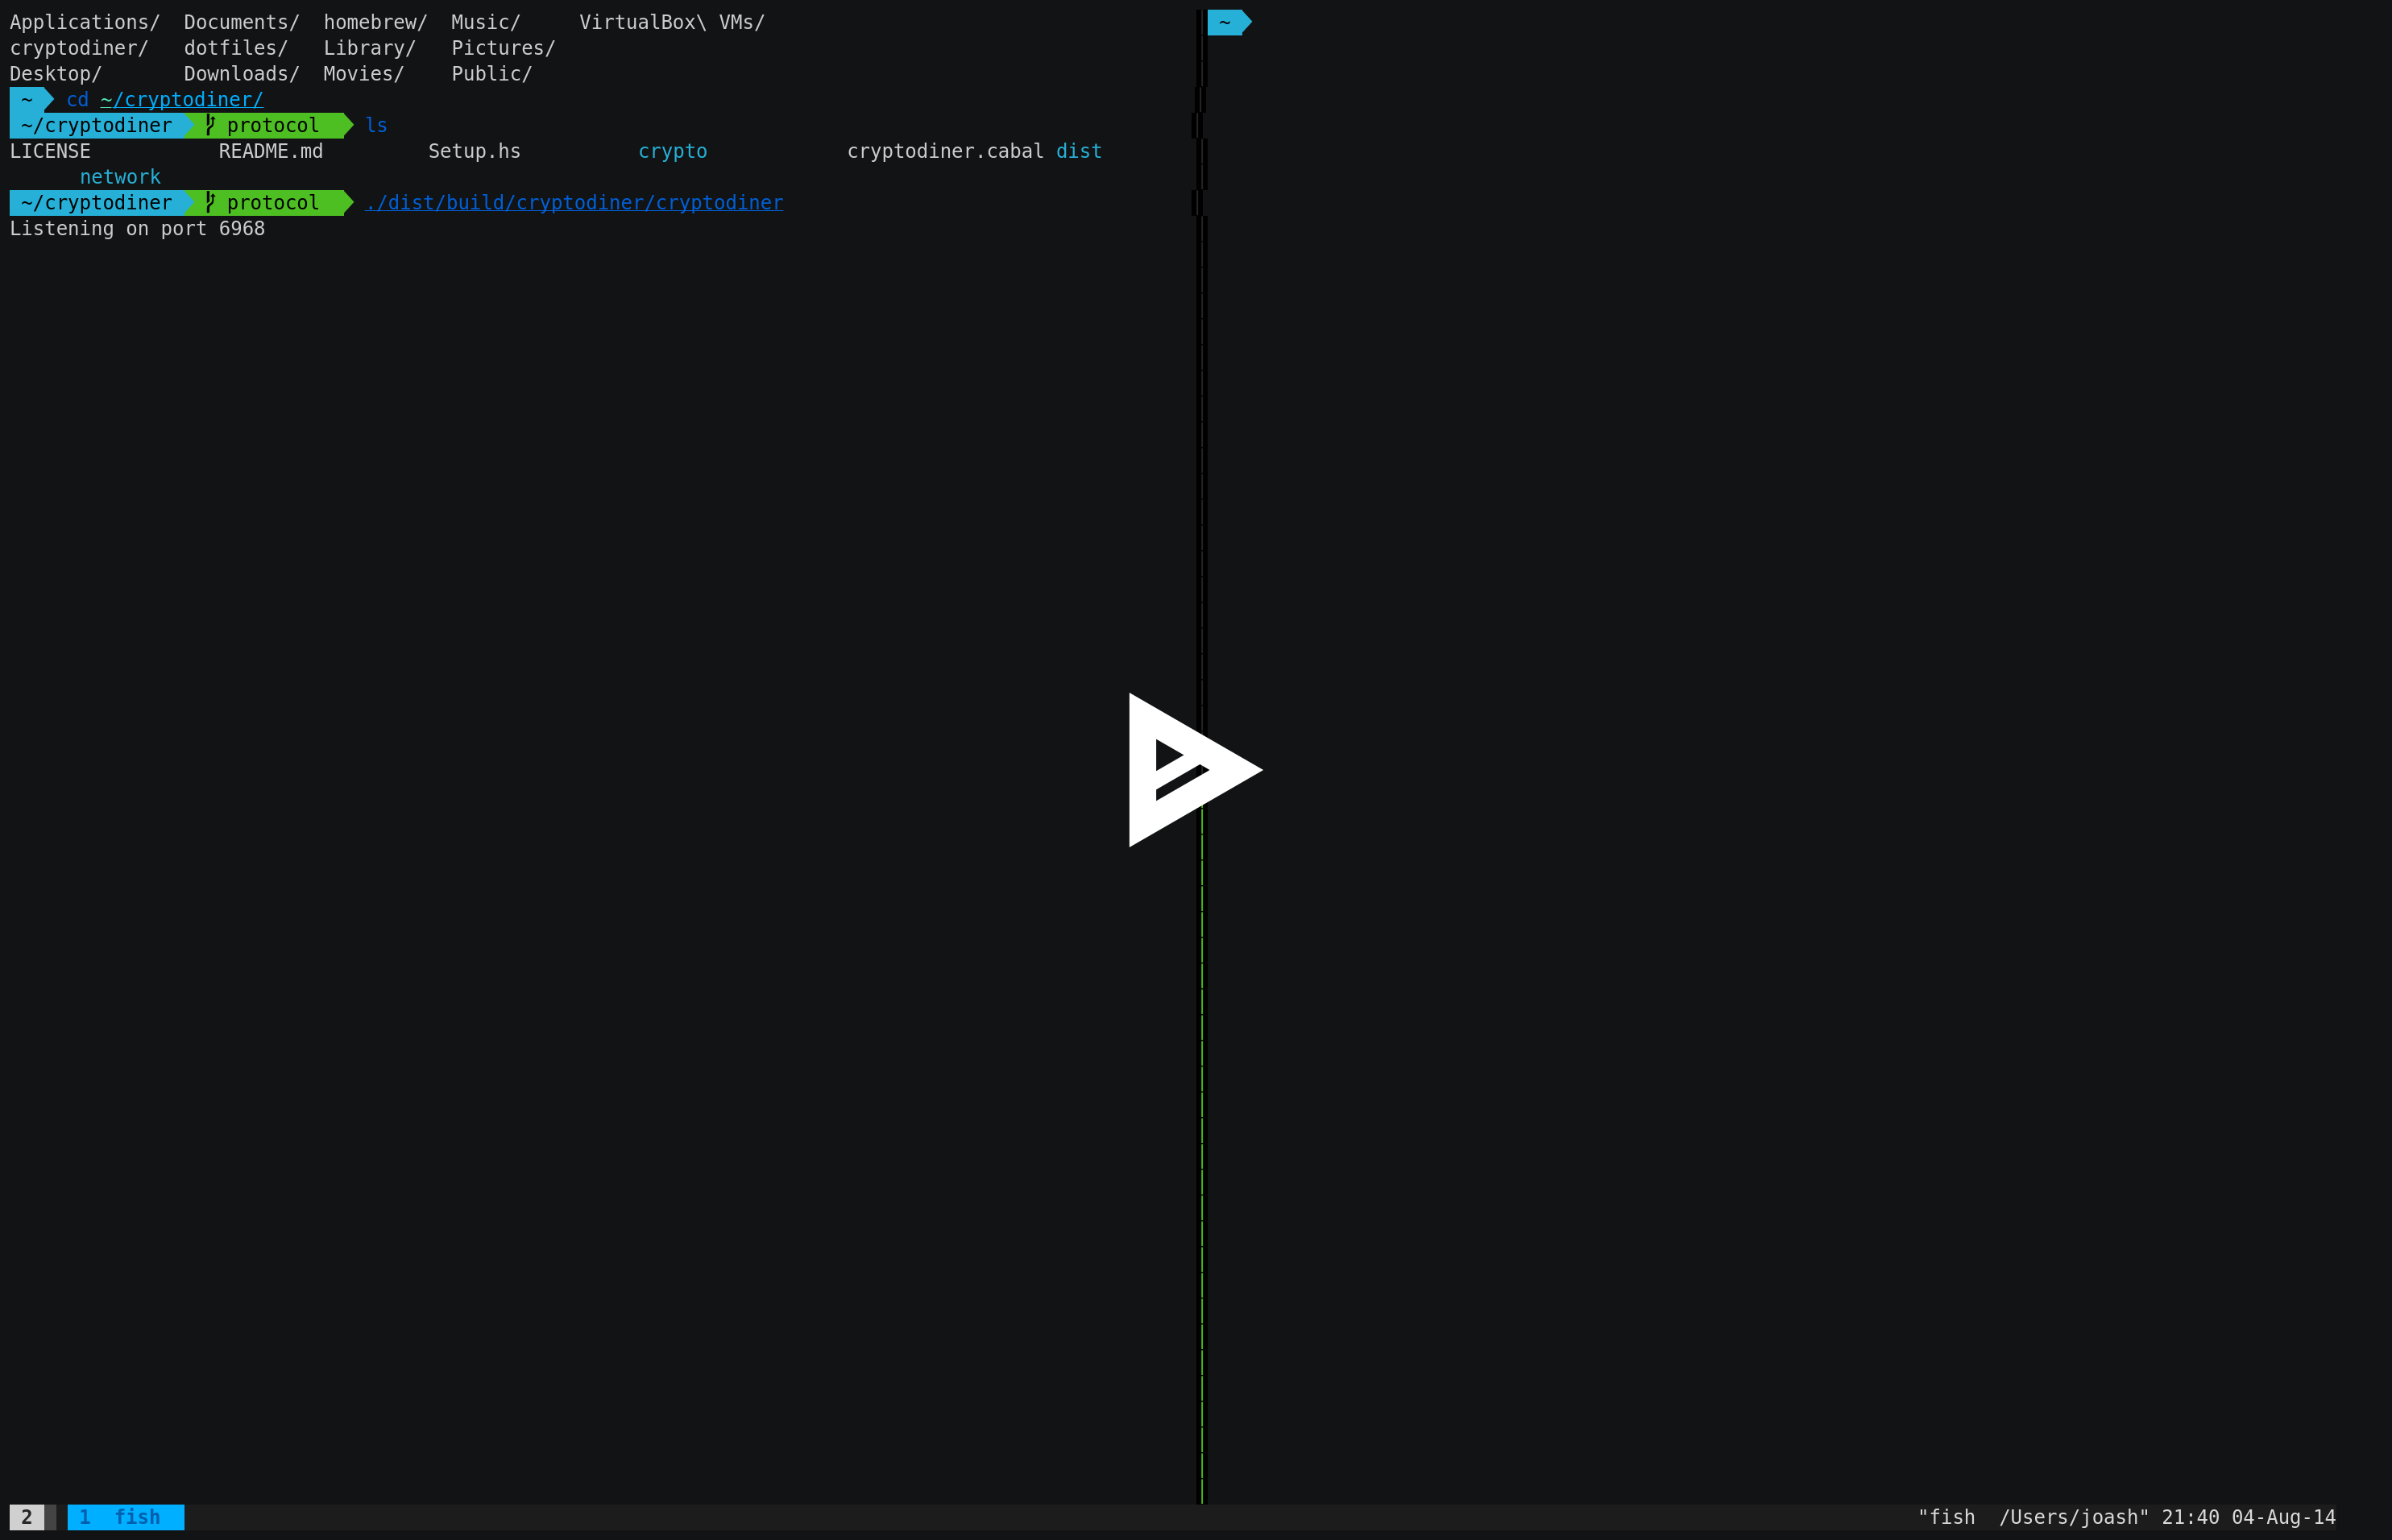 Applications/  Documents/  homebrew/  Music/     VirtualBox\ VMs/
cryptodiner/   dotfiles/   Library/   Pictures/
Desktop/       Downloads/  Movies/    Public/
~ cd ~/cryptodiner/
~/cryptodiner protocol ls
LICENSE           README.md         Setup.hs          crypto            cryptodiner.cabal dist
      network
~/cryptodiner protocol ./dist/build/cryptodiner/cryptodiner
Listening on port 6968
~
2 1 fish "fish  /Users/joash" 21:40 04-Aug-14